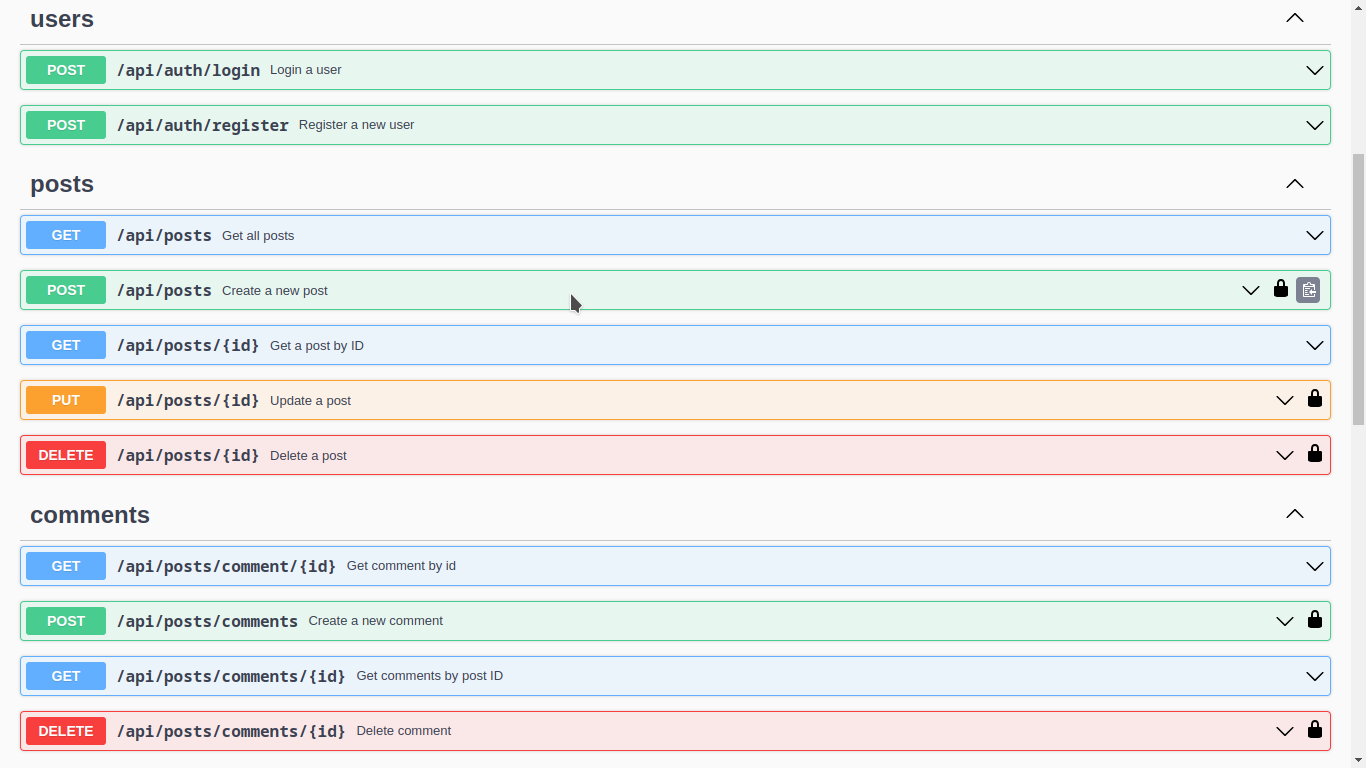 users
POST /api/auth/login Login a user
POST /api/auth/register Register a new user
posts
GET /api/posts Get all posts
POST /api/posts Create a new post
GET /api/posts/{id} Get a post by ID
PUT /api/posts/{id} Update a post
DELETE /api/posts/{id} Delete a post
comments
GET /api/posts/comment/{id} Get comment by id
POST /api/posts/comments Create a new comment
GET /api/posts/comments/{id} Get comments by post ID
DELETE /api/posts/comments/{id} Delete comment